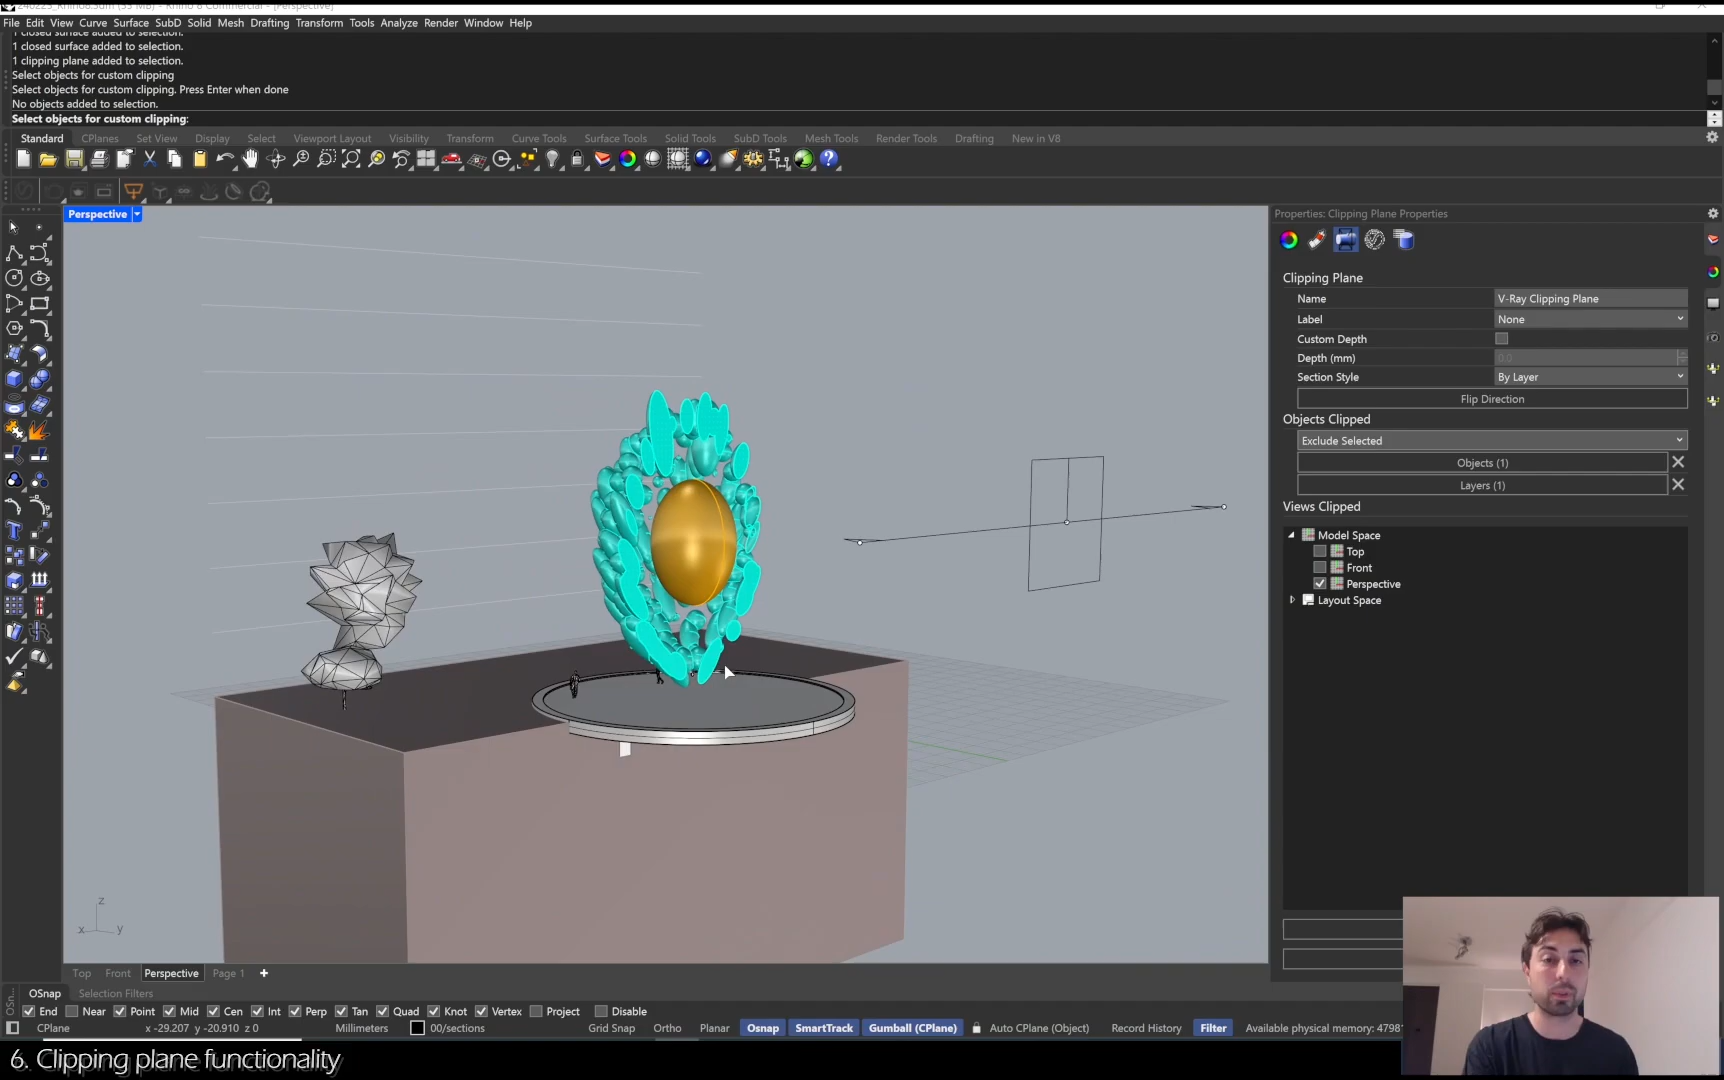 File Edit View Curve Surface SubD Solid Mesh Drafting Transform Tools Analyze Render Window Help
1 closed surface added to selection.
1 closed surface added to selection.
1 clipping plane added to selection.
Select objects for custom clipping
Select objects for custom clipping. Press Enter when done
No objects added to selection.
Select objects for custom clipping:
Standard CPlanes Set View Display Select Viewport Layout Visibility Transform Curve Tools Surface Tools Solid Tools SubD Tools Mesh Tools Render Tools Drafting New in V8
Perspective
Properties: Clipping Plane Properties
Clipping Plane
Name V-Ray Clipping Plane
Label None
Custom Depth
Depth (mm) 0.0
Section Style By Layer
Flip Direction
Objects Clipped
Exclude Selected
Objects (1)
Layers (1)
Views Clipped
Model Space
Top
Front
Perspective
Layout Space
z
x y
Top Front Perspective Page 1
OSnap Selection Filters
End Near Point Mid Cen Int Perp Tan Quad Knot Vertex Project Disable
CPlane x -29.207 y -20.910 z 0 Millimeters 00/sections Grid Snap Ortho Planar Osnap SmartTrack Gumball (CPlane) Auto CPlane (Object) Record History Filter Available physical memory: 4798
6. Clipping plane functionality